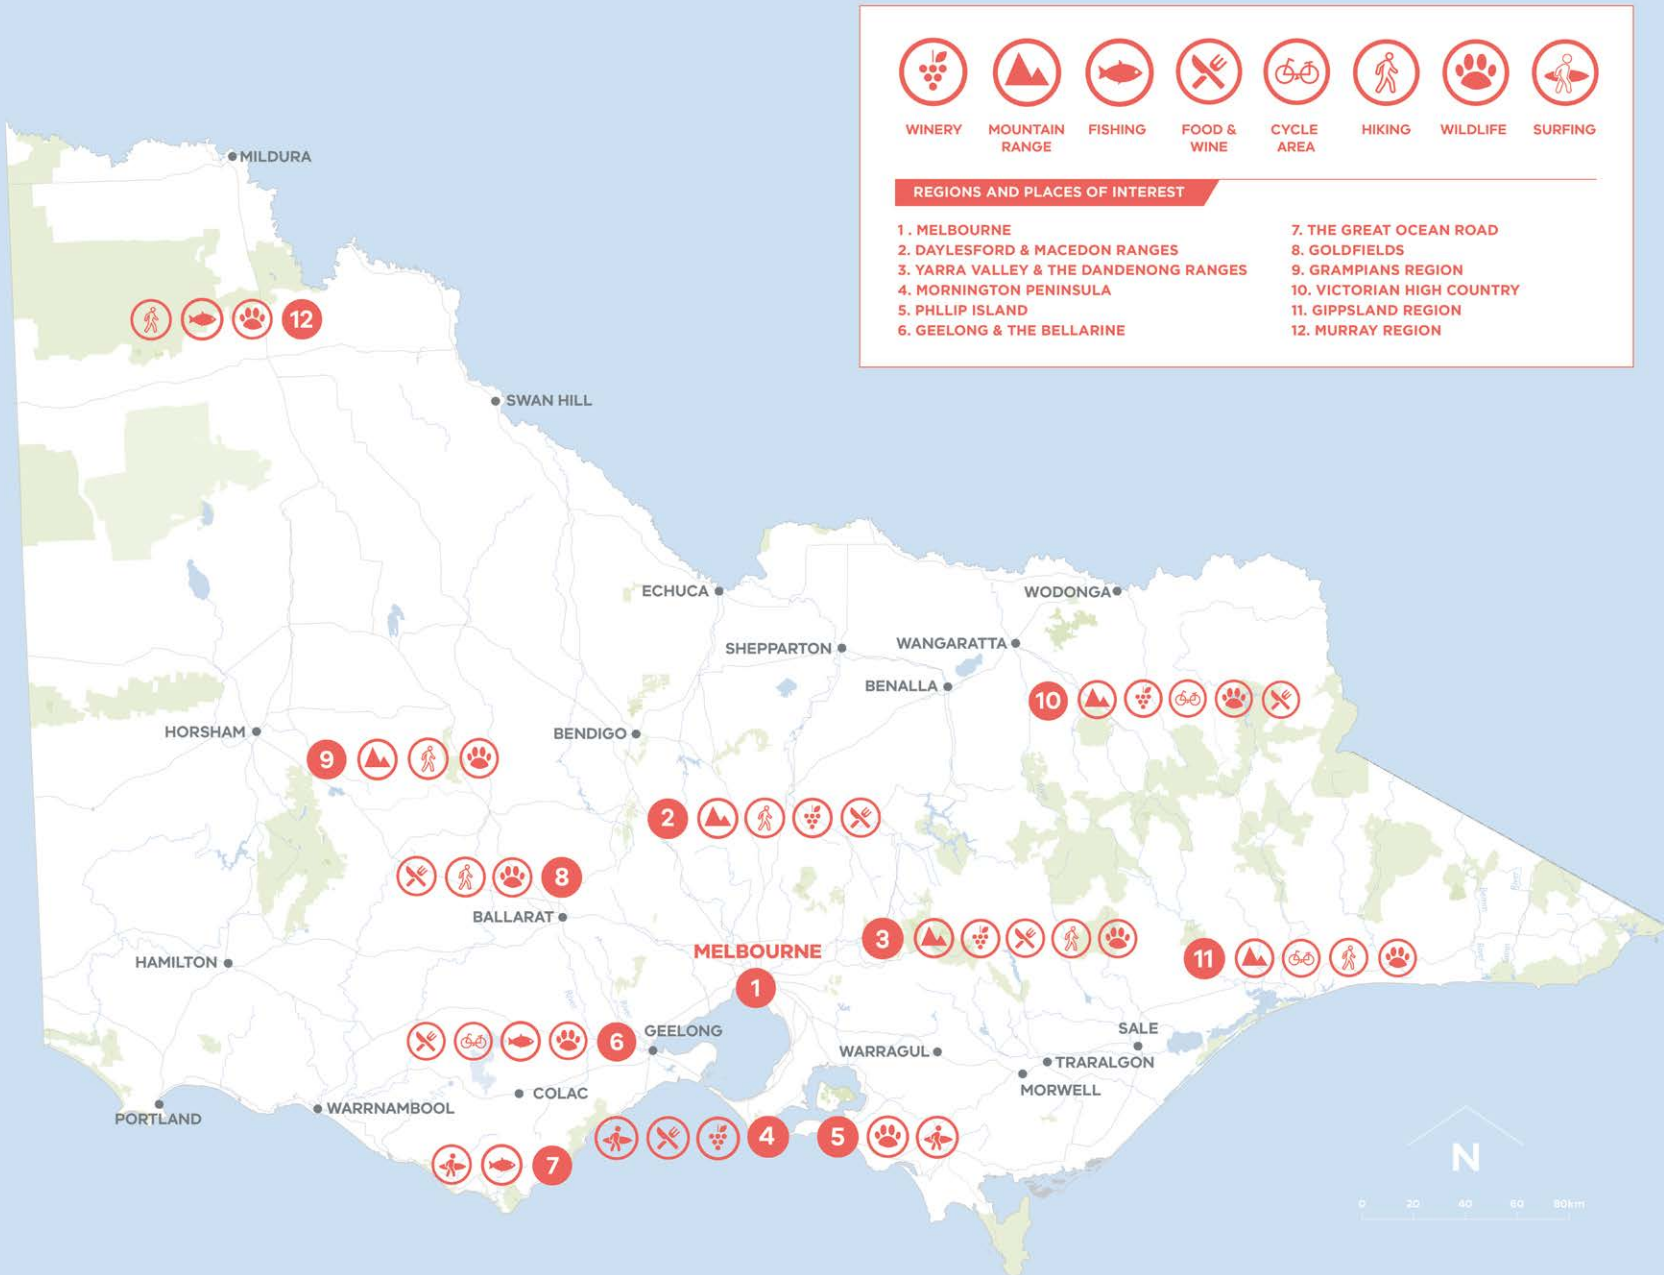 WINERY
MOUNTAIN
RANGE
FISHING
FOOD &
WINE
CYCLE
AREA
HIKING
WILDLIFE
SURFING
REGIONS AND PLACES OF INTEREST
1 . MELBOURNE
2. DAYLESFORD & MACEDON RANGES
3. YARRA VALLEY & THE DANDENONG RANGES
4. MORNINGTON PENINSULA
5. PHLLIP ISLAND
6. GEELONG & THE BELLARINE
7. THE GREAT OCEAN ROAD
8. GOLDFIELDS
9. GRAMPIANS REGION
10. VICTORIAN HIGH COUNTRY
11. GIPPSLAND REGION
12. MURRAY REGION
MILDURA
12
SWAN HILL
ECHUCA
WODONGA
SHEPPARTON
WANGARATTA
BENALLA
10
HORSHAM
BENDIGO
9
2
8
BALLARAT
3
MELBOURNE
11
HAMILTON
1
GEELONG
6
SALE
WARRAGUL
TRARALGON
MORWELL
COLAC
WARRNAMBOOL
PORTLAND
4
5
7
N
0 20 40 60 80km